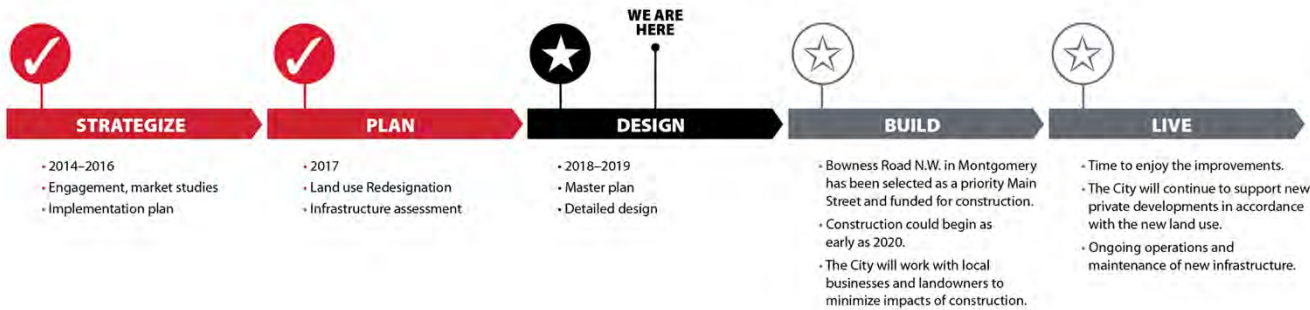 WE ARE
HERE
STRATEGIZE
• 2014–2016
• Engagement, market studies
• Implementation plan
PLAN
• 2017
• Land use Redesignation
• Infrastructure assessment
DESIGN
• 2018–2019
• Master plan
• Detailed design
BUILD
• Bowness Road N.W. in Montgomery
has been selected as a priority Main
Street and funded for construction.
• Construction could begin as
early as 2020.
• The City will work with local
businesses and landowners to
minimize impacts of construction.
LIVE
• Time to enjoy the improvements.
• The City will continue to support new
private developments in accordance
with the new land use.
• Ongoing operations and
maintenance of new infrastructure.